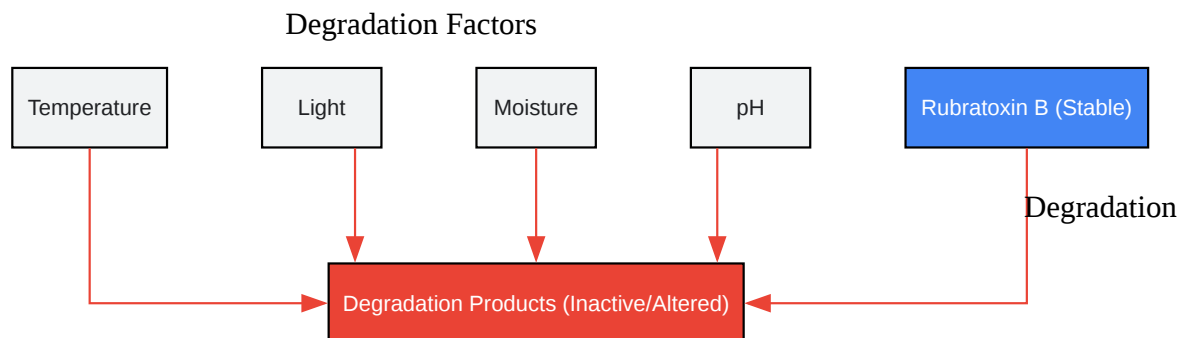 Degradation Factors
Temperature
Light
Moisture
pH
Rubratoxin B (Stable)
Degradation
Degradation Products (Inactive/Altered)